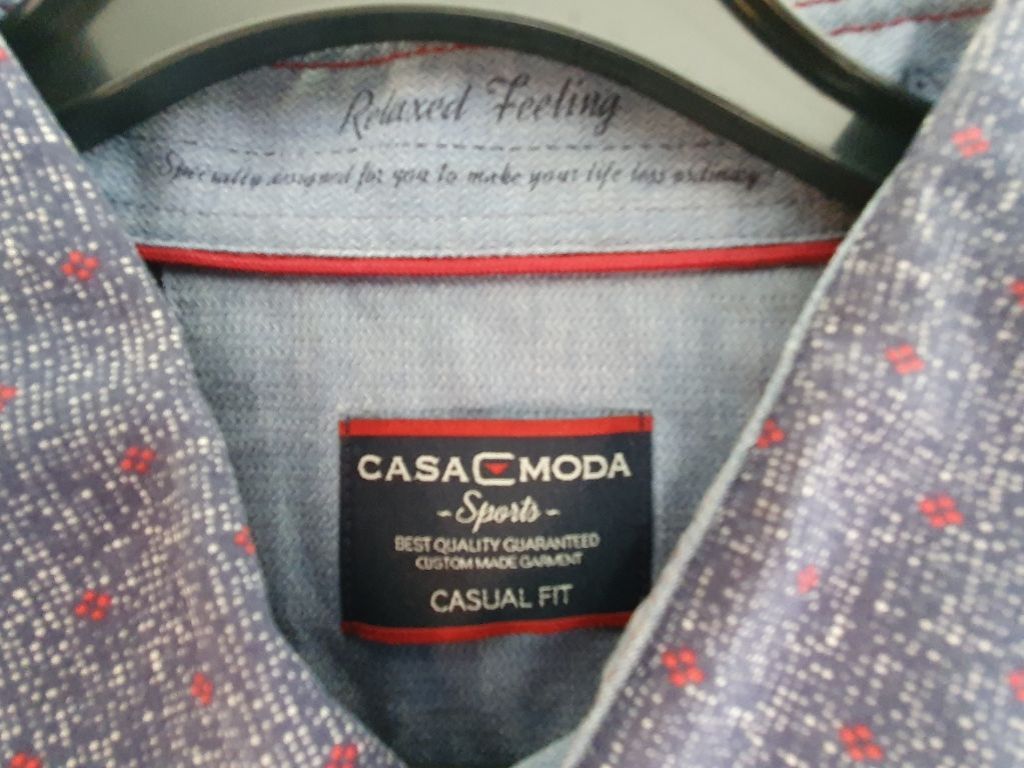 Relaxed Feeling
Specially designed for you to make your life less ordinary
CASA MODA
~Sports~
BEST QUALITY GUARANTEED
CUSTOM MADE GARMENT
CASUAL FIT